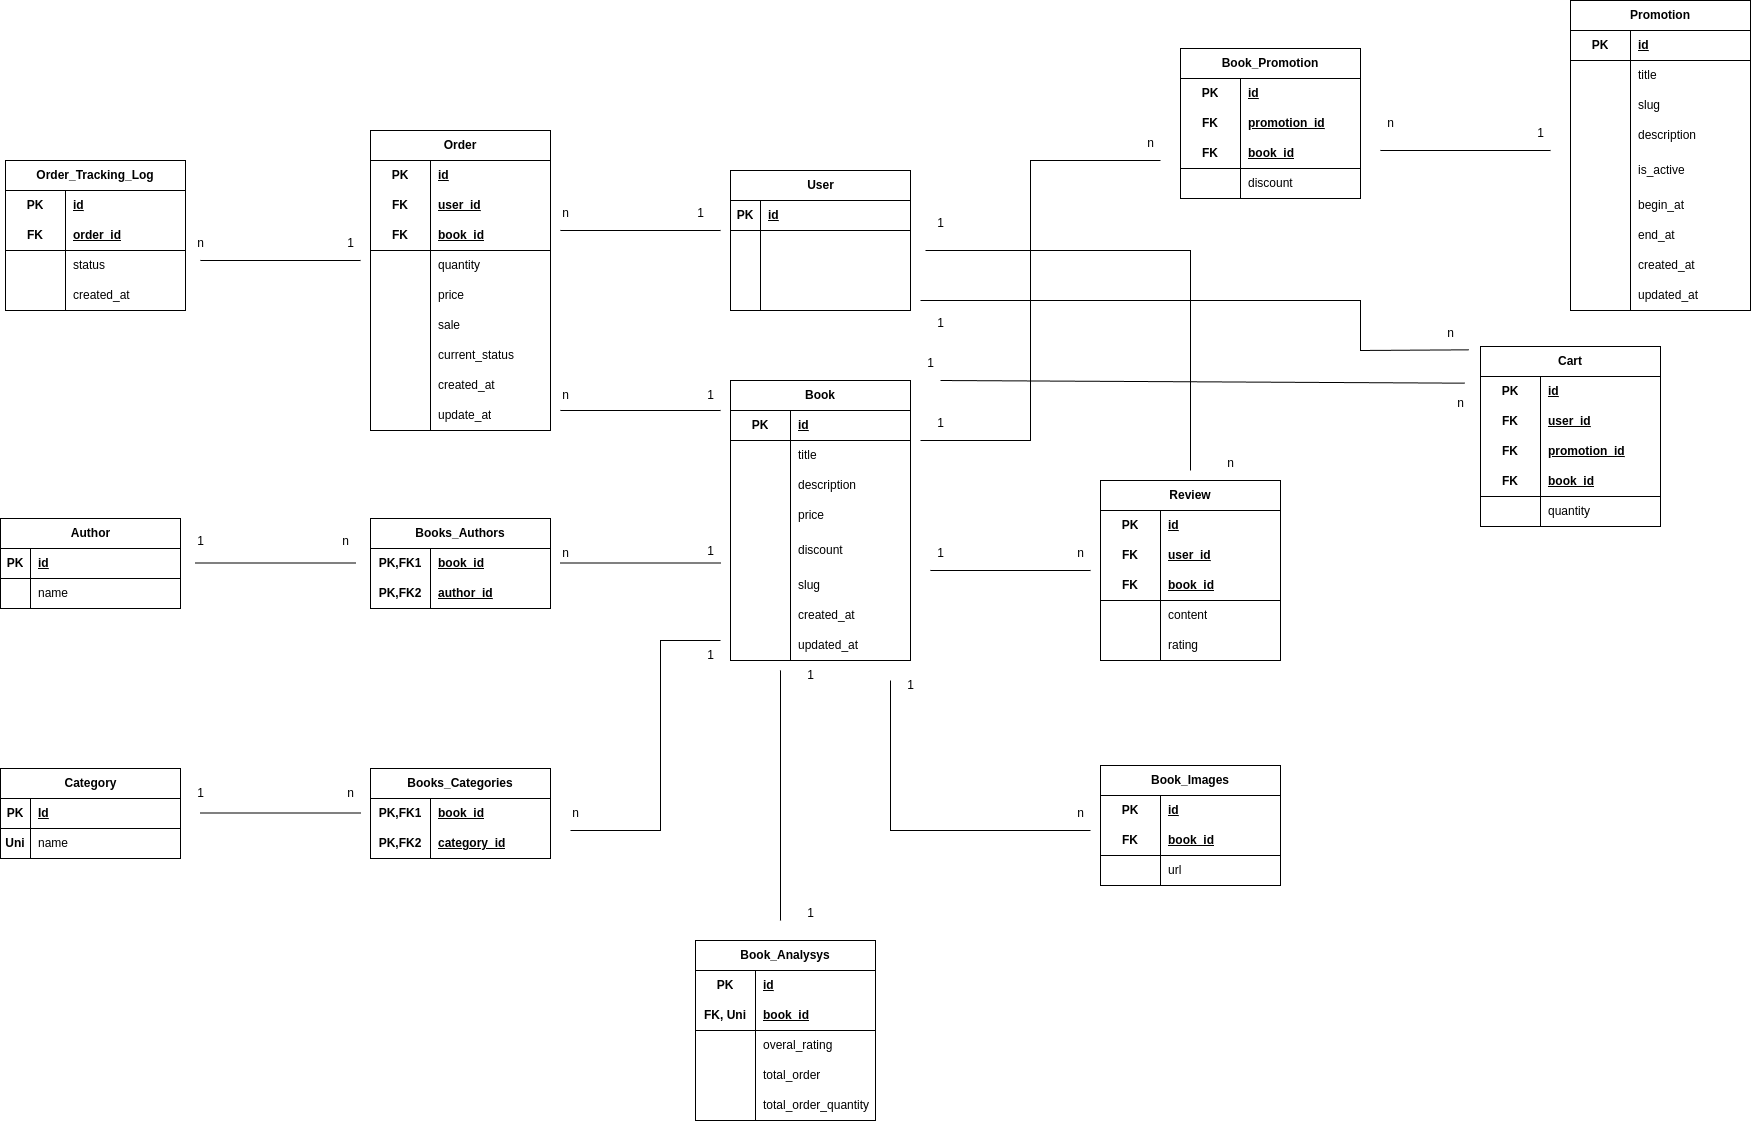 Promotion
PK id
title
slug
description
is_active
begin_at
end_at
created_at
updated_at
Book_Promotion
PK id
FK promotion_id
FK book_id
discount
n 1
n
Order
PK id
FK user_id
FK book_id
quantity
price
sale
current_status
created_at
update_at
Order_Tracking_Log
PK id
FK order_id
status
created_at
n 1
User
PK id
n 1
1
1
n
Cart
PK id
FK user_id
FK promotion_id
FK book_id
quantity
1
n
Book
PK id
title
description
price
discount
slug
created_at
updated_at
n 1
1
n
Review
PK id
FK user_id
FK book_id
content
rating
1 n
Author
PK id
name
1 n
Books_Authors
PK,FK1 book_id
PK,FK2 author_id
n 1
1
1
1
Category
PK Id
Uni name
1 n
Books_Categories
PK,FK1 book_id
PK,FK2 category_id
n
n
Book_Images
PK id
FK book_id
url
1
Book_Analysys
PK id
FK, Uni book_id
overal_rating
total_order
total_order_quantity